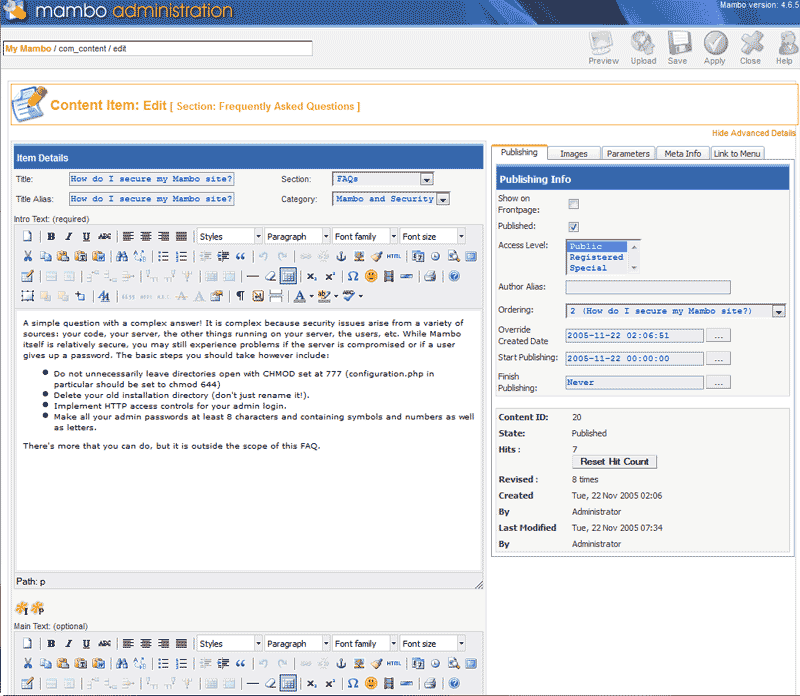 mambo administration
Mambo version: 4.6.5
My Mambo / com_content / edit
Preview Upload Save Apply Close Help
Content Item: Edit [ Section: Frequently Asked Questions ]
Hide Advanced Details
Item Details
Title: How do I secure my Mambo site? Section: FAQs
Title Alias: How do I secure my Mambo site? Category: Mambo and Security
Intro Text: (required)
B I U ABC Styles Paragraph Font family Font size
HTML
A simple question with a complex answer! It is complex because security issues arise from a variety of
sources: your code, your server, the other things running on your server, the users, etc. While Mambo
itself is relatively secure, you may still experience problems if the server is compromised or if a user
gives up a password. The basic steps you should take however include:
Do not unnecessarily leave directories open with CHMOD set at 777 (configuration.php in
particular should be set to chmod 644)
Delete your old installation directory (don't just rename it!).
Implement HTTP access controls for your admin login.
Make all your admin passwords at least 8 characters and containing symbols and numbers as well
as letters.
There's more that you can do, but it is outside the scope of this FAQ.
Path: p
Main Text: (optional)
B I U ABC Styles Paragraph Font family Font size
HTML
Publishing Images Parameters Meta Info Link to Menu
Publishing Info
Show on
Frontpage:
Published:
Access Level: Public
Registered
Special
Author Alias:
Ordering: 2 (How do I secure my Mambo site?)
Override
Created Date 2005-11-22 02:06:51 ...
Start Publishing: 2005-11-22 00:00:00 ...
Finish
Publishing: Never ...
Content ID: 20
State: Published
Hits : 7
Reset Hit Count
Revised : 8 times
Created Tue, 22 Nov 2005 02:06
By Administrator
Last Modified Tue, 22 Nov 2005 07:34
By Administrator